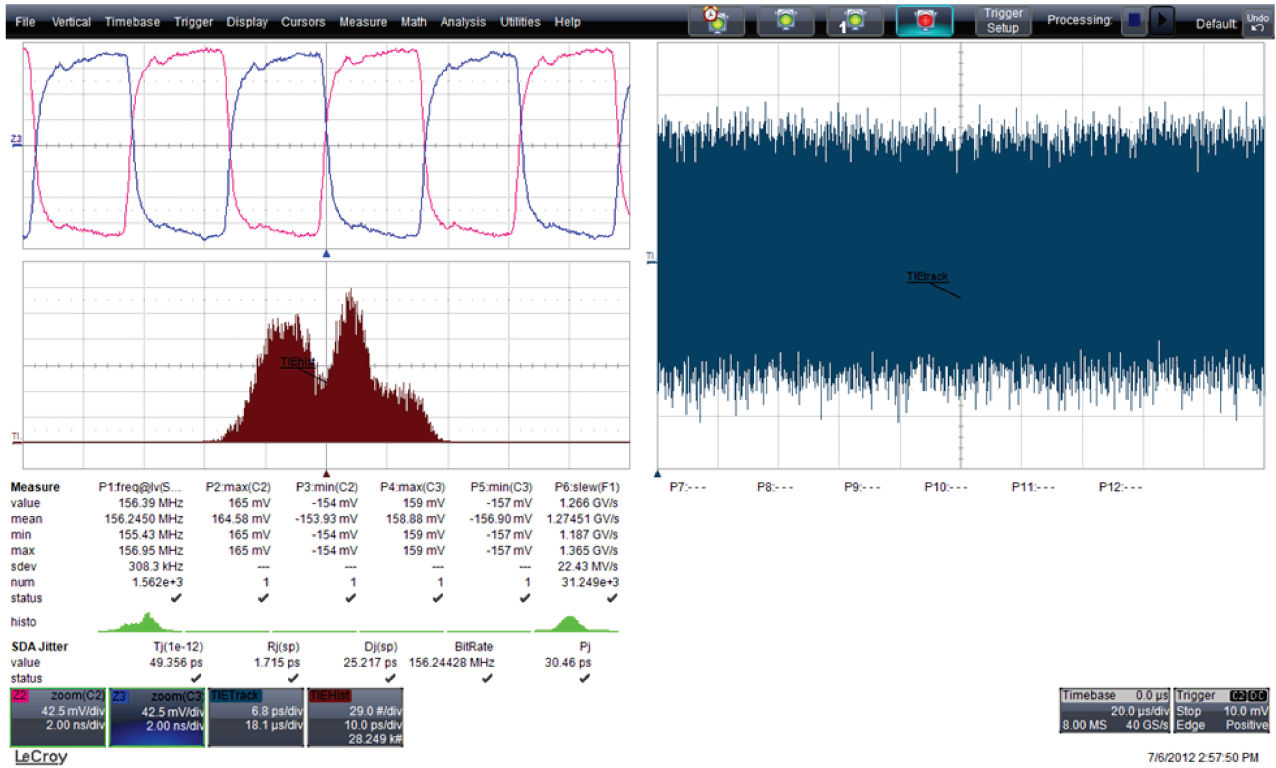 File Vertical Timebase Trigger Display Cursors Measure Math Analysis Utilities Help 1 Trigger Setup Processing: Default Undo
Z3
TIEtrack
TI
TIEhist
TI
Measure P1:freq@lv(S... P2:max(C2) P3:min(C2) P4:max(C3) P5:min(C3) P6:slew(F1) P7:- - - P8:- - - P9:- - - P10:- - - P11:- - - P12:- - -
value 156.39 MHz 165 mV -154 mV 159 mV -157 mV 1.266 GV/s
mean 156.2450 MHz 164.58 mV -153.93 mV 158.88 mV -156.90 mV 1.27451 GV/s
min 155.43 MHz 165 mV -154 mV 159 mV -157 mV 1.187 GV/s
max 156.95 MHz 165 mV -154 mV 159 mV -157 mV 1.365 GV/s
sdev 308.3 kHz --- --- --- --- 22.43 MV/s
num 1.562e+3 1 1 1 1 31.249e+3
status
histo
SDA Jitter Tj(1e-12) Rj(sp) Dj(sp) BitRate Pj
value 49.356 ps 1.715 ps 25.217 ps 156.24428 MHz 30.46 ps
status
Z2 zoom(C2) Z3 zoom(C3) TIETrack TIEHist Timebase 0.0 µs Trigger C2 DC
42.5 mV/div 42.5 mV/div 6.8 ps/div 29.0 #/div 20.0 µs/div Stop 10.0 mV
2.00 ns/div 2.00 ns/div 18.1 µs/div 10.0 ps/div 8.00 MS 40 GS/s Edge Positive
28.249 k#
LeCroy 7/6/2012 2:57:50 PM